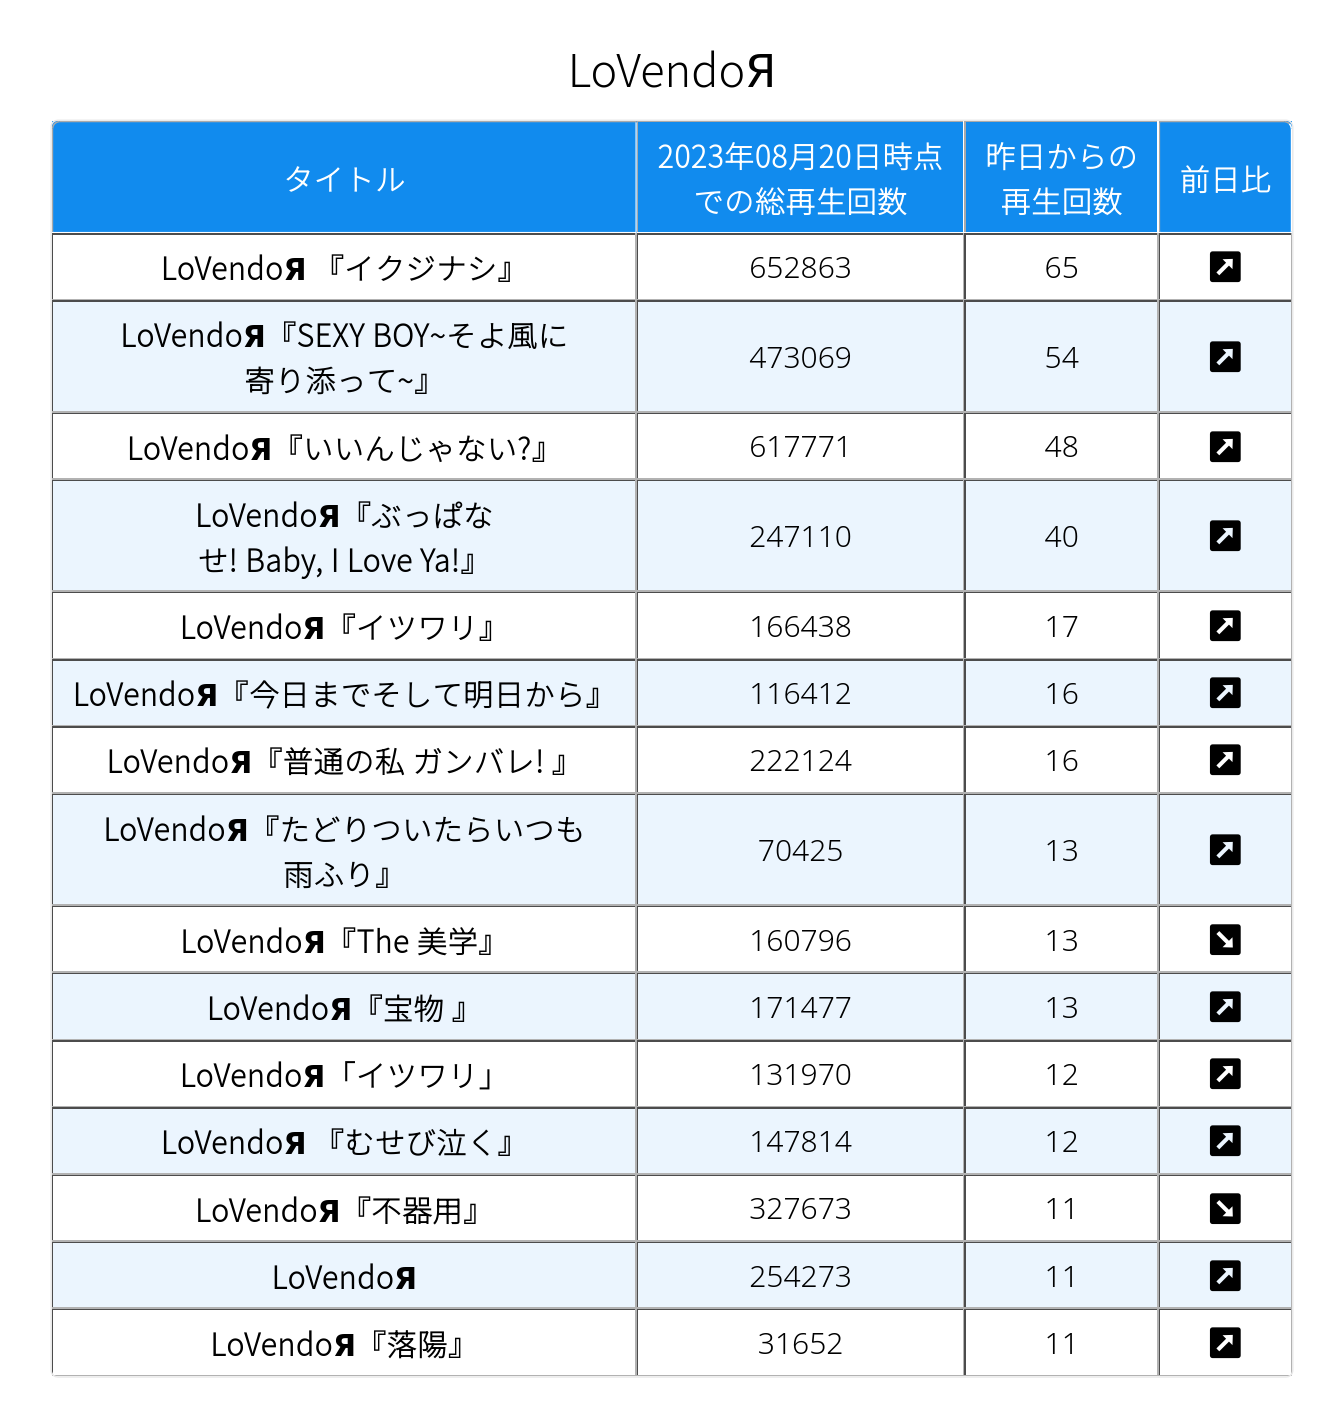 LoVendoЯ
タイトル
2023年08月20日時点
での総再生回数
昨日からの
再生回数
前日比
LoVendoЯ 『イクジナシ』
652863
65
LoVendoЯ『SEXY BOY~そよ風に
寄り添って~』
473069
54
LoVendoЯ『いいんじゃない?』
617771
48
LoVendoЯ『ぶっぱな
せ! Baby, I Love Ya!』
247110
40
LoVendoЯ『イツワリ』
166438
17
LoVendoЯ『今日までそして明日から』
116412
16
LoVendoЯ『普通の私 ガンバレ! 』
222124
16
LoVendoЯ『たどりついたらいつも
雨ふり』
70425
13
LoVendoЯ『The 美学』
160796
13
LoVendoЯ『宝物 』
171477
13
LoVendoЯ「イツワリ」
131970
12
LoVendoЯ 『むせび泣く』
147814
12
LoVendoЯ『不器用』
327673
11
LoVendoЯ
254273
11
LoVendoЯ『落陽』
31652
11